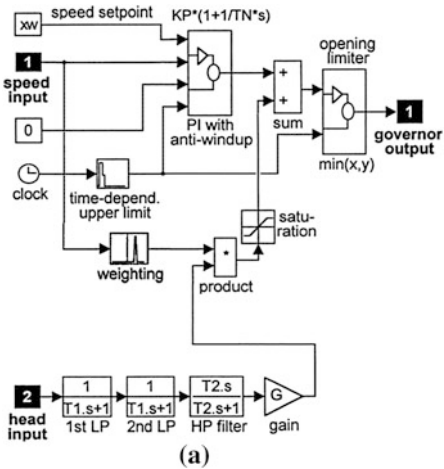 speed setpoint KP*(1+1/TN*s)
xw
1
speed
input
0
PI with
anti-windup
+
+
sum
opening
limiter
1
governor
output
min(x,y)
clock
time-depend.
upper limit
weighting
*
product
satu-
ration
2
head
input
1
T1.s+1
1st LP
1
T1.s+1
2nd LP
T2.s
T2.s+1
HP filter
G
gain
(a)